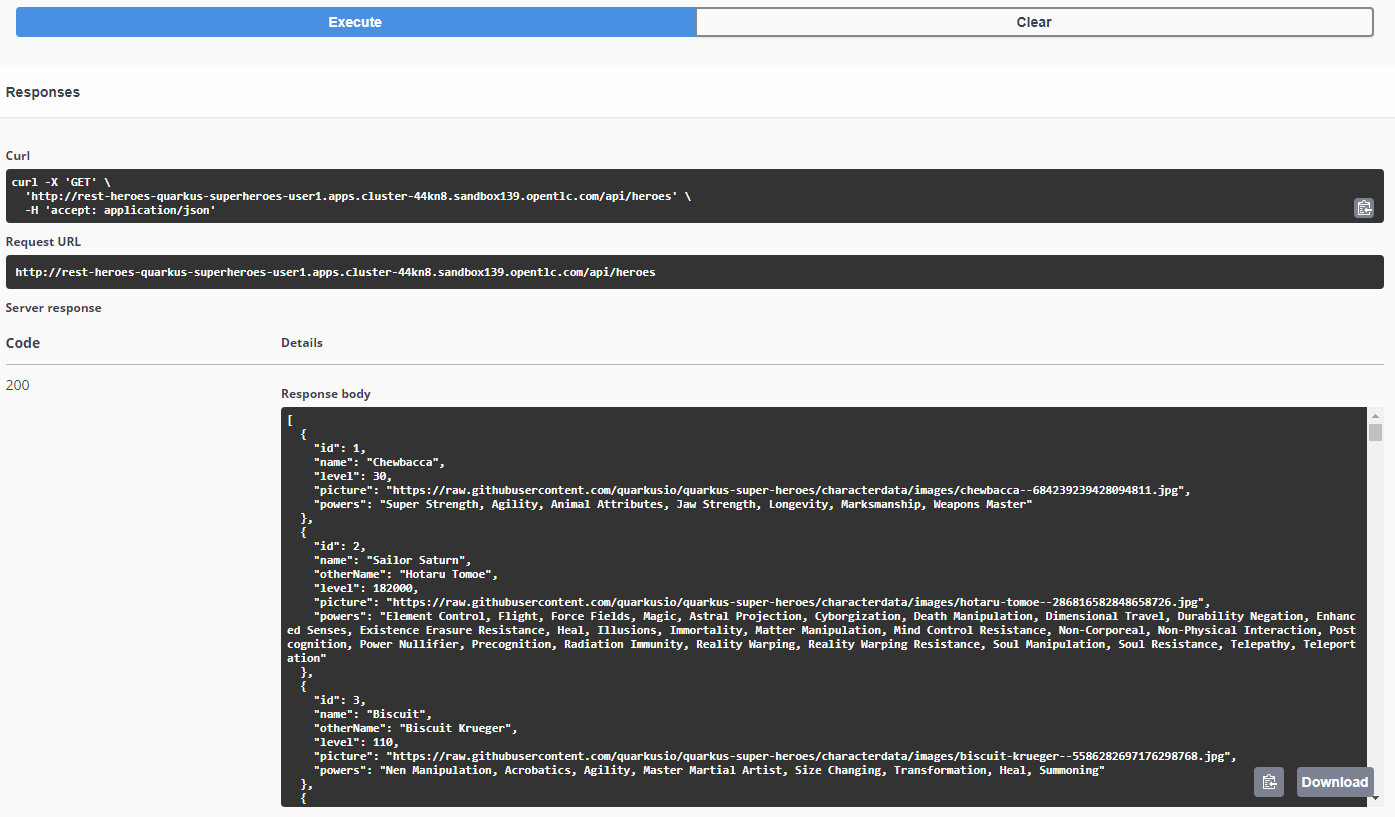 Execute
Clear
Responses
Curl
curl -X 'GET' \
  'http://rest-heroes-quarkus-superheroes-user1.apps.cluster-44kn8.sandbox139.opentlc.com/api/heroes' \
  -H 'accept: application/json'
Request URL
http://rest-heroes-quarkus-superheroes-user1.apps.cluster-44kn8.sandbox139.opentlc.com/api/heroes
Server response
Code
Details
200
Response body
[
  {
    "id": 1,
    "name": "Chewbacca",
    "level": 30,
    "picture": "https://raw.githubusercontent.com/quarkusio/quarkus-super-heroes/characterdata/images/chewbacca--684239239428094811.jpg",
    "powers": "Super Strength, Agility, Animal Attributes, Jaw Strength, Longevity, Marksmanship, Weapons Master"
  },
  {
    "id": 2,
    "name": "Sailor Saturn",
    "otherName": "Hotaru Tomoe",
    "level": 182000,
    "picture": "https://raw.githubusercontent.com/quarkusio/quarkus-super-heroes/characterdata/images/hotaru-tomoe--286816582848658726.jpg",
    "powers": "Element Control, Flight, Force Fields, Magic, Astral Projection, Cyborgization, Death Manipulation, Dimensional Travel, Durability Negation, Enhanc
ed Senses, Existence Erasure Resistance, Heal, Illusions, Immortality, Matter Manipulation, Mind Control Resistance, Non-Corporeal, Non-Physical Interaction, Post
cognition, Power Nullifier, Precognition, Radiation Immunity, Reality Warping, Reality Warping Resistance, Soul Manipulation, Soul Resistance, Telepathy, Teleport
ation"
  },
  {
    "id": 3,
    "name": "Biscuit",
    "otherName": "Biscuit Krueger",
    "level": 110,
    "picture": "https://raw.githubusercontent.com/quarkusio/quarkus-super-heroes/characterdata/images/biscuit-krueger--5586282697176298768.jpg",
    "powers": "Nen Manipulation, Acrobatics, Agility, Master Martial Artist, Size Changing, Transformation, Heal, Summoning"
  },
  {
Download